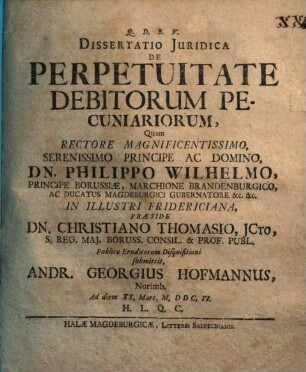 XX
Q. D. B. V.
DISSERTATIO JURIDICA
DE
PERPETUITATE
DEBITORUM PE-
CUNIARIORUM,
Quam
RECTORE MAGNIFICENTISSIMO,
SERENISSIMO PRINCIPE AC DOMINO,
DN. PHILIPPO WILHELMO,
PRINCIPE BORUSSIÆ, MARCHIONE BRANDENBURGICO,
AC DUCATUS MAGDEBURGICI GUBERNATORE &c. &c.
IN ILLUSTRI FRIDERICIANA,
PRÆSIDE
DN. CHRISTIANO THOMASIO, JCto,
S. REG. MAJ. BORUSS. CONSIL. & PROF. PUBL.
Publicæ Eruditorum Disquisitioni
submittit,
ANDR. GEORGIUS HOFMANNUS,
Norimb.
Ad diem XX. Mart. M. DDC. VI.
H. L. Q. C.
HALÆ MAGDEBURGICÆ, LITTERIS SALFELDIANIS.